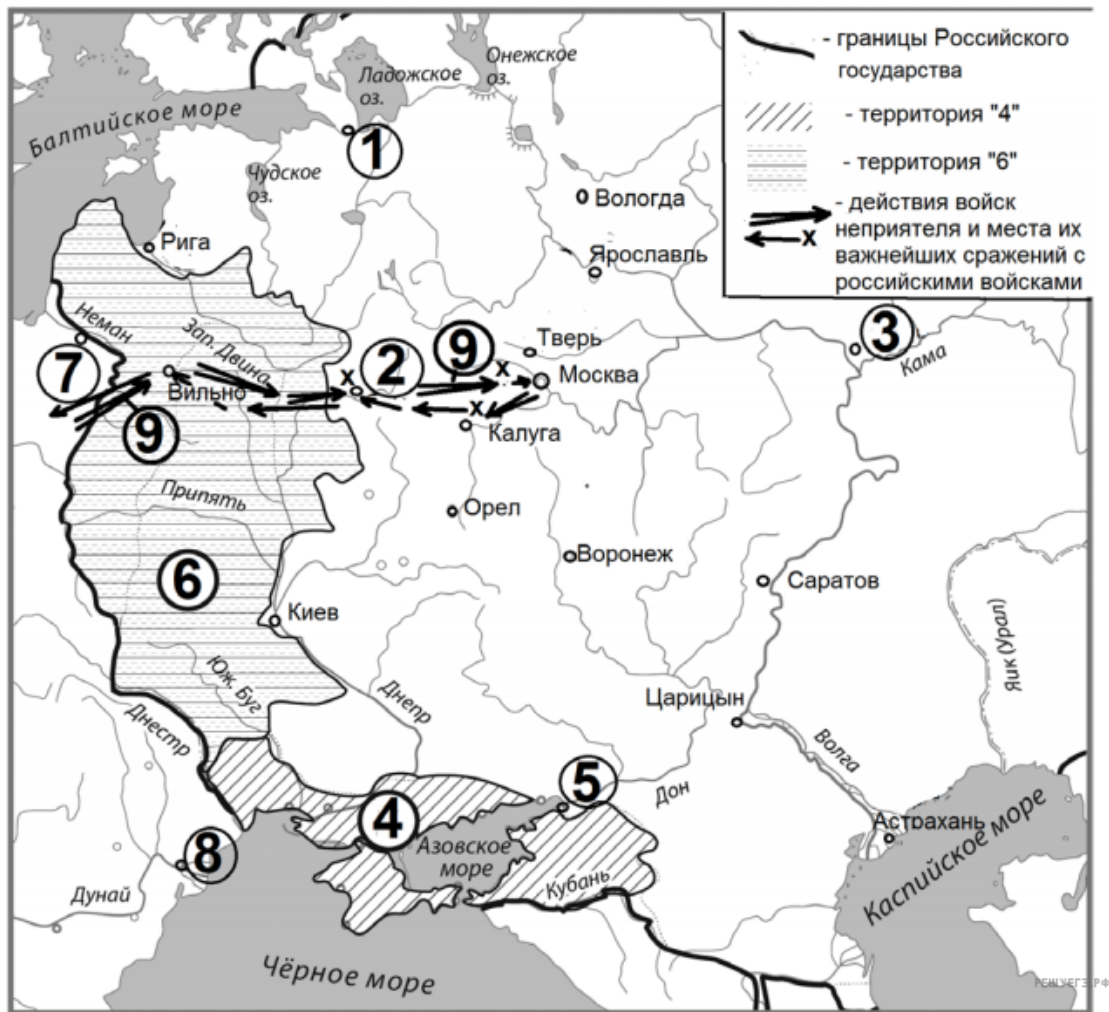 - границы Российского
государства
- территория "4"
- территория "6"
- действия войск
неприятеля и места их
важнейших сражений с
российскими войсками
Онежское
оз.
Ладожское
оз.
Балтийское море
1
Чудское
оз.
Вологда
Рига
Ярославль
Неман
Зап. Двина
Тверь
3
Кама
7
Вильно
X
2
9
X
Москва
9
X
Калуга
Припять
Орел
Воронеж
6
Саратов
Киев
Яик (Урал)
Юж. Буг
Днепр
Царицын
Днестр
Волга
5
Дон
4
Азовское
море
Астрахань
8
Кубань
Каспийское море
Дунай
Чёрное море
РЕШУЕГЭ.РФ